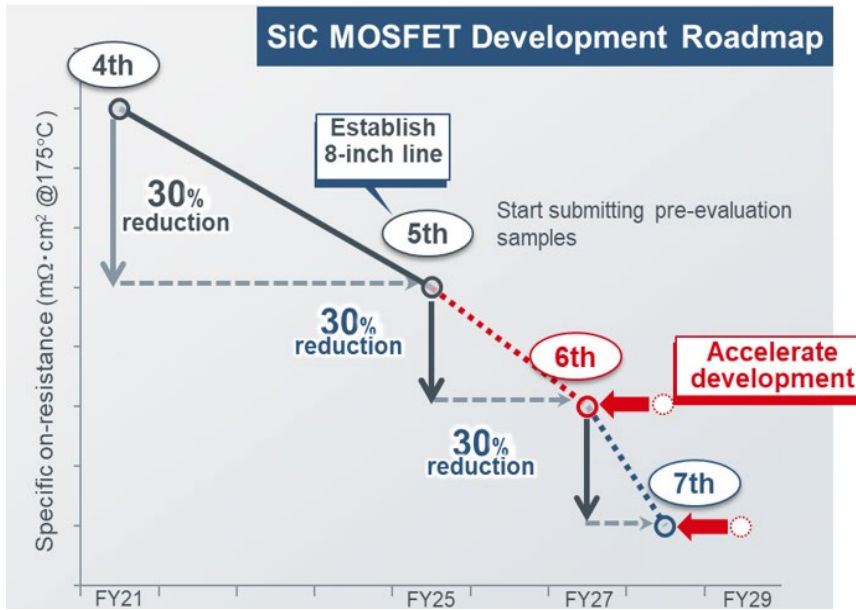 SiC MOSFET Development Roadmap
4th
Establish
8-inch line
30%
reduction
5th
Start submitting pre-evaluation
samples
30%
reduction
6th
Accelerate
development
30%
reduction
7th
Specific on-resistance (mΩ·cm² @175°C )
FY21
FY25
FY27
FY29